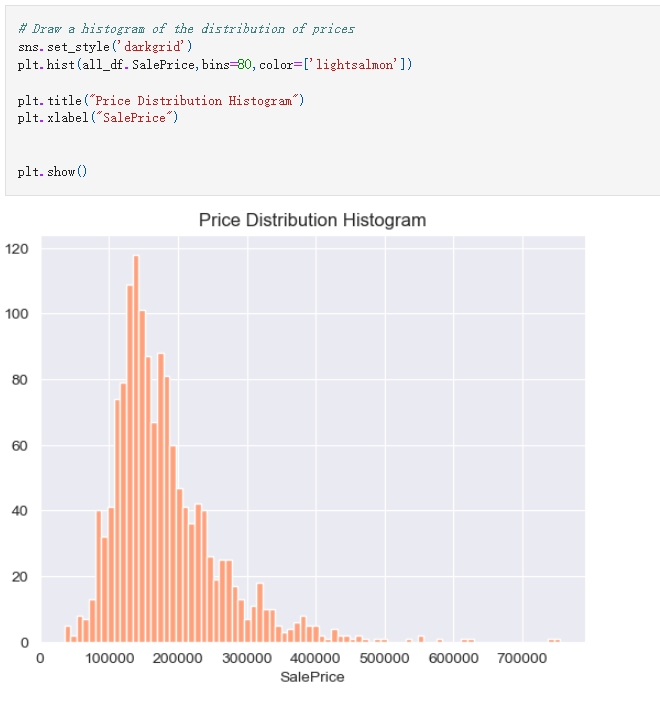 # Draw a histogram of the distribution of prices
sns.set_style('darkgrid')
plt.hist(all_df.SalePrice,bins=80,color=['lightsalmon'])
plt.title("Price Distribution Histogram")
plt.xlabel("SalePrice")
plt.show()
Price Distribution Histogram
120
100
80
60
40
20
0
0 100000 200000 300000 400000 500000 600000 700000
SalePrice